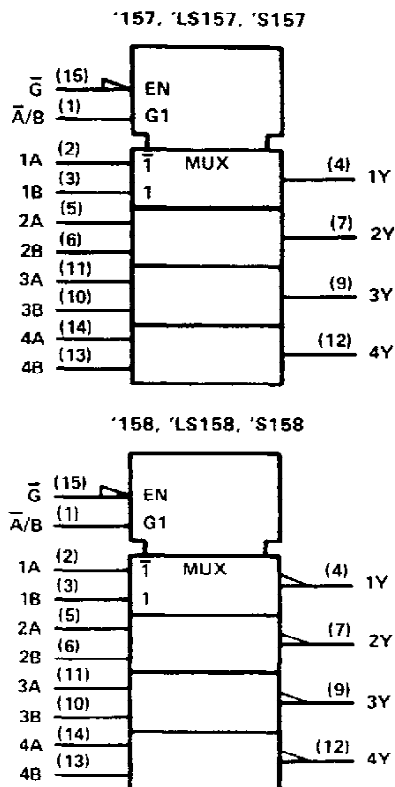 '157, 'LS157, 'S157
G̅ (15) EN
A̅/B (1) G1
1A (2) 1̅ MUX (4) 1Y
1B (3) 1
2A (5) (7) 2Y
2B (6)
3A (11) (9) 3Y
3B (10)
4A (14) (12) 4Y
4B (13)
'158, 'LS158, 'S158
G̅ (15) EN
A̅/B (1) G1
1A (2) 1̅ MUX (4) 1Y
1B (3) 1
2A (5) (7) 2Y
2B (6)
3A (11) (9) 3Y
3B (10)
4A (14) (12) 4Y
4B (13)